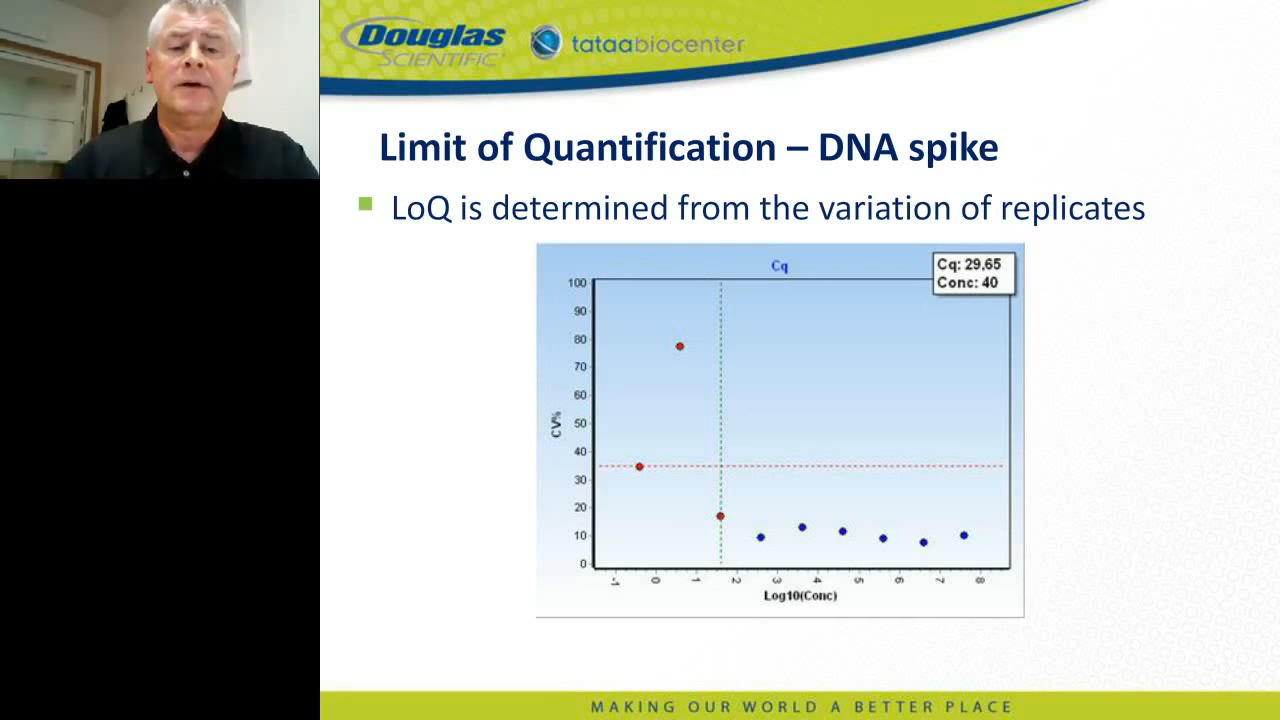 Douglas
SCIENTIFIC
tataabiocenter
Limit of Quantification – DNA spike
LoQ is determined from the variation of replicates
Cq
Cq: 29,65
Conc: 40
100
90
80
70
60
50
40
30
20
10
0
CV%
-1 0 1 2 3 4 5 6 7 8
Log10(Conc)
MAKING OUR WORLD A BETTER PLACE